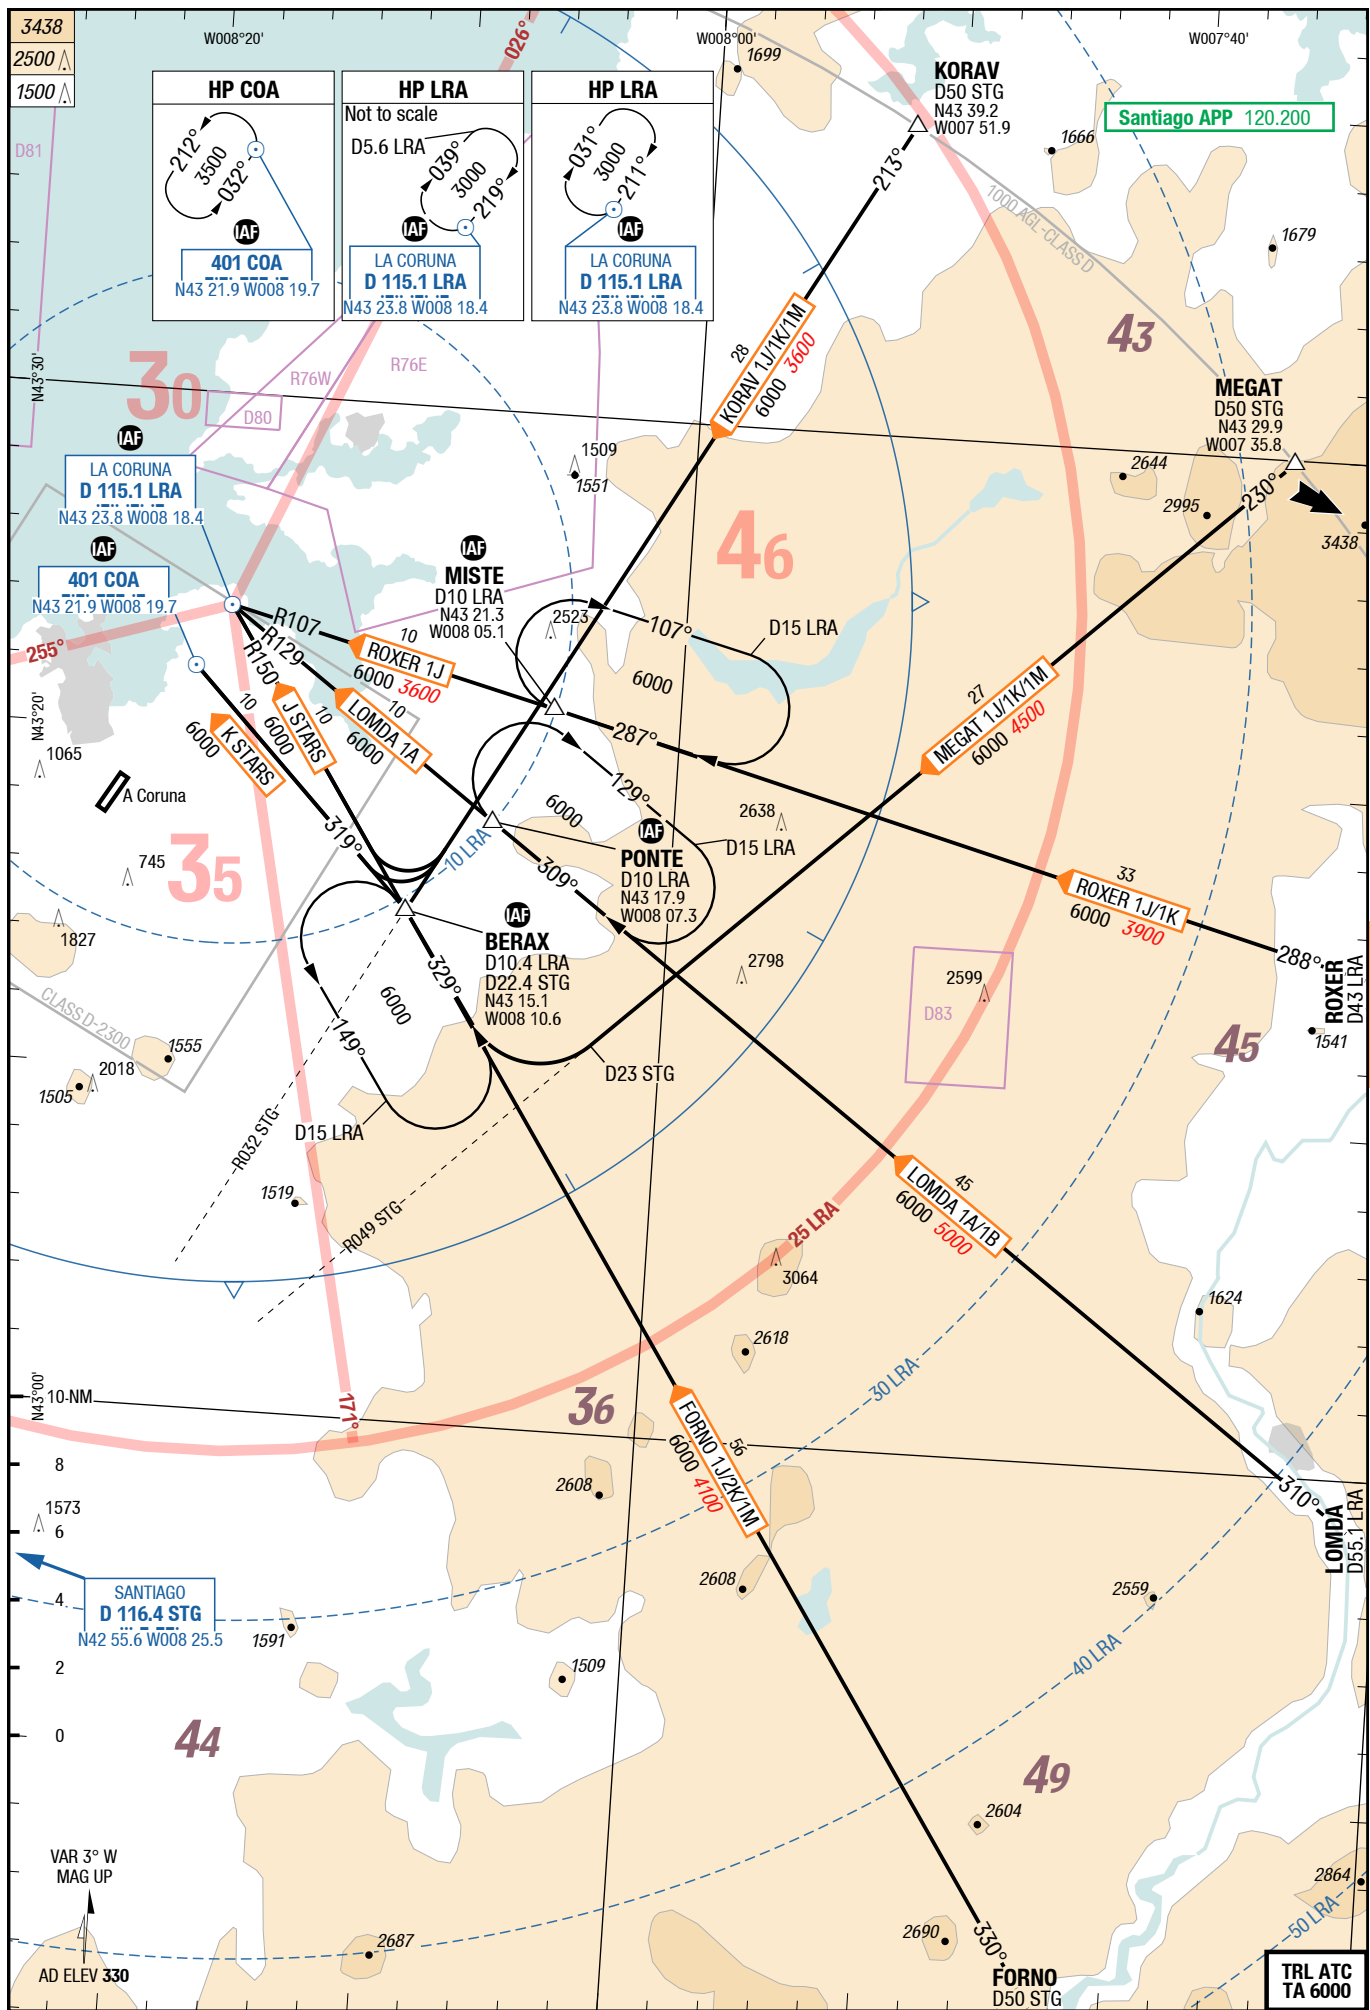 3438
2500
1500
W008°20'
026°
W008°00'
1699
W007°40'
HP COA
212°
3500
032°
IAF
401 COA
N43 21.9 W008 19.7
HP LRA
Not to scale
D5.6 LRA
039°
3000
219°
IAF
LA CORUNA
D 115.1 LRA
N43 23.8 W008 18.4
HP LRA
031°
3000
211°
IAF
LA CORUNA
D 115.1 LRA
N43 23.8 W008 18.4
KORAV
D50 STG
N43 39.2
W007 51.9
213°
Santiago APP 120.200
1666
1000 AGL-CLASS D
1679
D81
43
28
KORAV 1J/1K/1M
6000 3600
N43°30'
30
R76W
R76E
D80
MEGAT
D50 STG
N43 29.9
W007 35.8
230°
2644
2995
3438
1509
1551
46
IAF
LA CORUNA
D 115.1 LRA
N43 23.8 W008 18.4
IAF
401 COA
N43 21.9 W008 19.7
IAF
MISTE
D10 LRA
N43 21.3
W008 05.1
2523
107°
D15 LRA
6000
287°
255°
R107
R129
R150
10
ROXER 1J
6000 3600
10
LOMDA 1A
6000
10
J STARS
6000
10
K STARS
6000
27
MEGAT 1J/1K/1M
6000 4500
N43°20'
1065
A Coruna
745
35
1827
319°
10 LRA
129°
6000
D15 LRA
2638
IAF
PONTE
D10 LRA
N43 17.9
W008 07.3
309°
33
ROXER 1J/1K
6000 3900
288°
ROXER
D43 LRA
IAF
BERAX
D10.4 LRA
D22.4 STG
N43 15.1
W008 10.6
329°
6000
149°
D15 LRA
2798
2599
D83
1541
45
CLASS D-2300
1555
2018
1505
D23 STG
R032 STG
R049 STG
1519
25 LRA
3064
45
LOMDA 1A/1B
6000 5000
1624
2618
30 LRA
N43°00'
10 NM
8
6
4
2
0
171°
36
56
FORNO 1J/2K/1M
6000 4100
2608
310°
LOMDA
D55.1 LRA
1573
SANTIAGO
D 116.4 STG
N42 55.6 W008 25.5
1591
2608
2559
1509
40 LRA
44
49
2604
VAR 3° W
MAG UP
AD ELEV 330
2687
2690
330°
FORNO
D50 STG
2864
50 LRA
TRL ATC
TA 6000